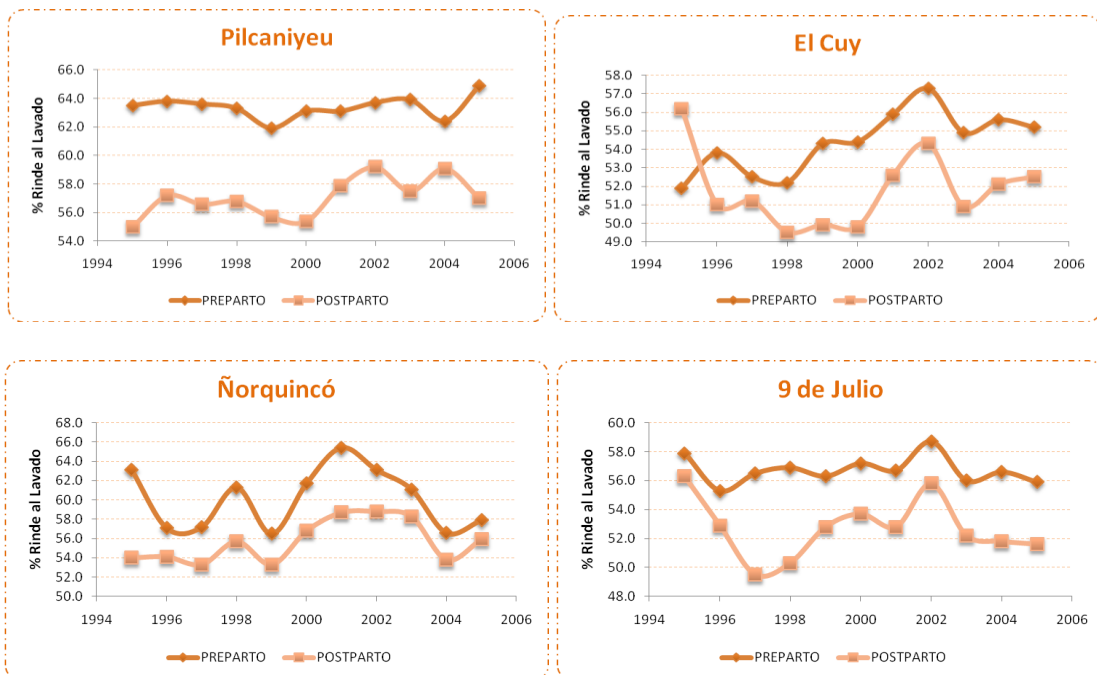 Pilcaniyeu
% Rinde al Lavado
66.0
64.0
62.0
60.0
58.0
56.0
54.0
1994 1996 1998 2000 2002 2004 2006
PREPARTO POSTPARTO
El Cuy
% Rinde al Lavado
58.0
57.0
56.0
55.0
54.0
53.0
52.0
51.0
50.0
49.0
1994 1996 1998 2000 2002 2004 2006
PREPARTO POSTPARTO
Ñorquincó
% Rinde al Lavado
68.0
66.0
64.0
62.0
60.0
58.0
56.0
54.0
52.0
50.0
1994 1996 1998 2000 2002 2004 2006
PREPARTO POSTPARTO
9 de Julio
% Rinde al Lavado
60.0
58.0
56.0
54.0
52.0
50.0
48.0
1994 1996 1998 2000 2002 2004 2006
PREPARTO POSTPARTO